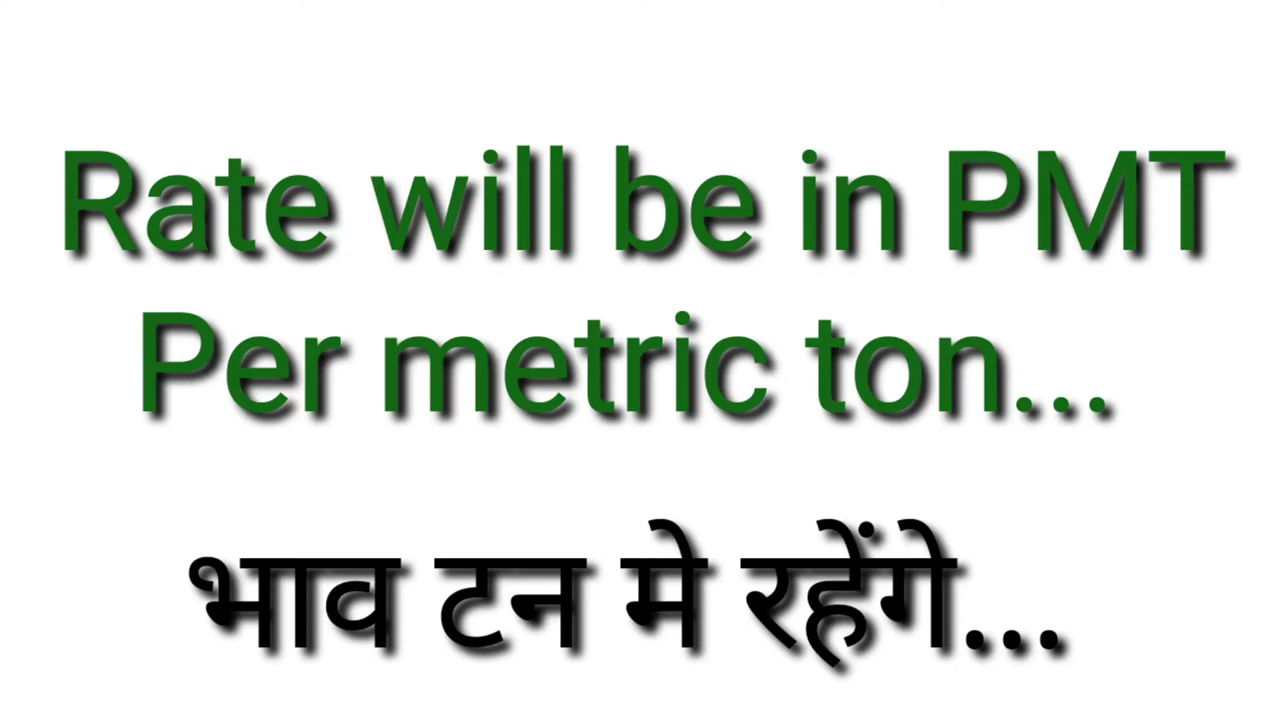 Rate will be in PMT
Per metric ton...
भाव टन मे रहेंगे...